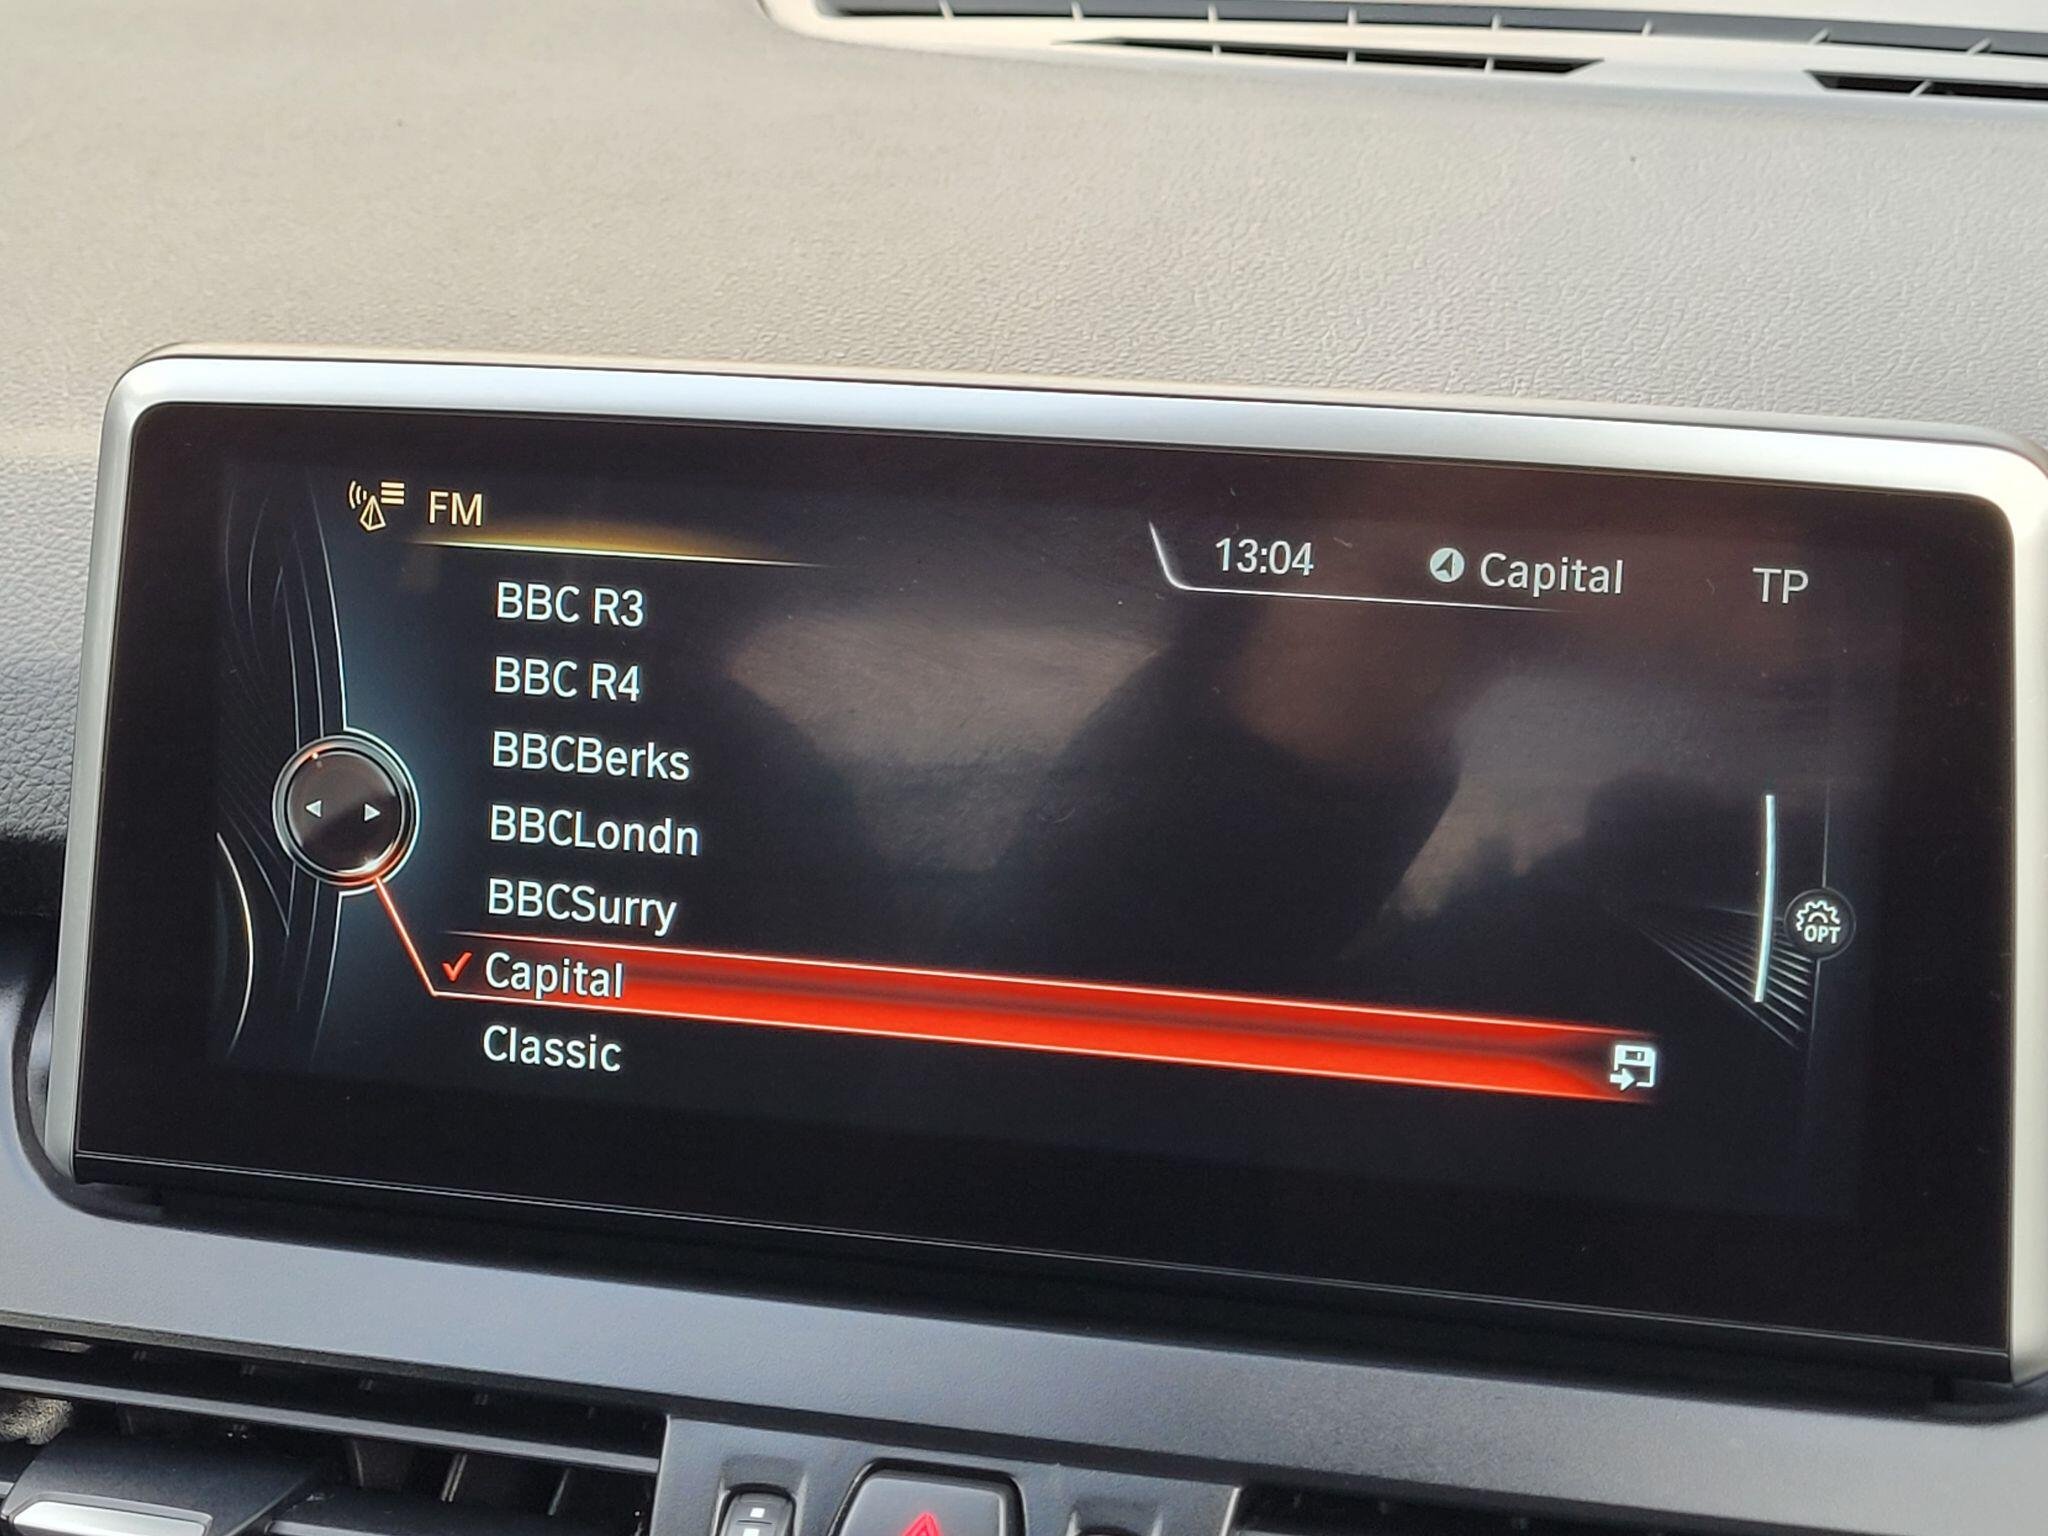 FM
13:04 Capital TP
BBC R3
BBC R4
BBCBerks
BBCLondn
BBCSurry
Capital
Classic
OPT